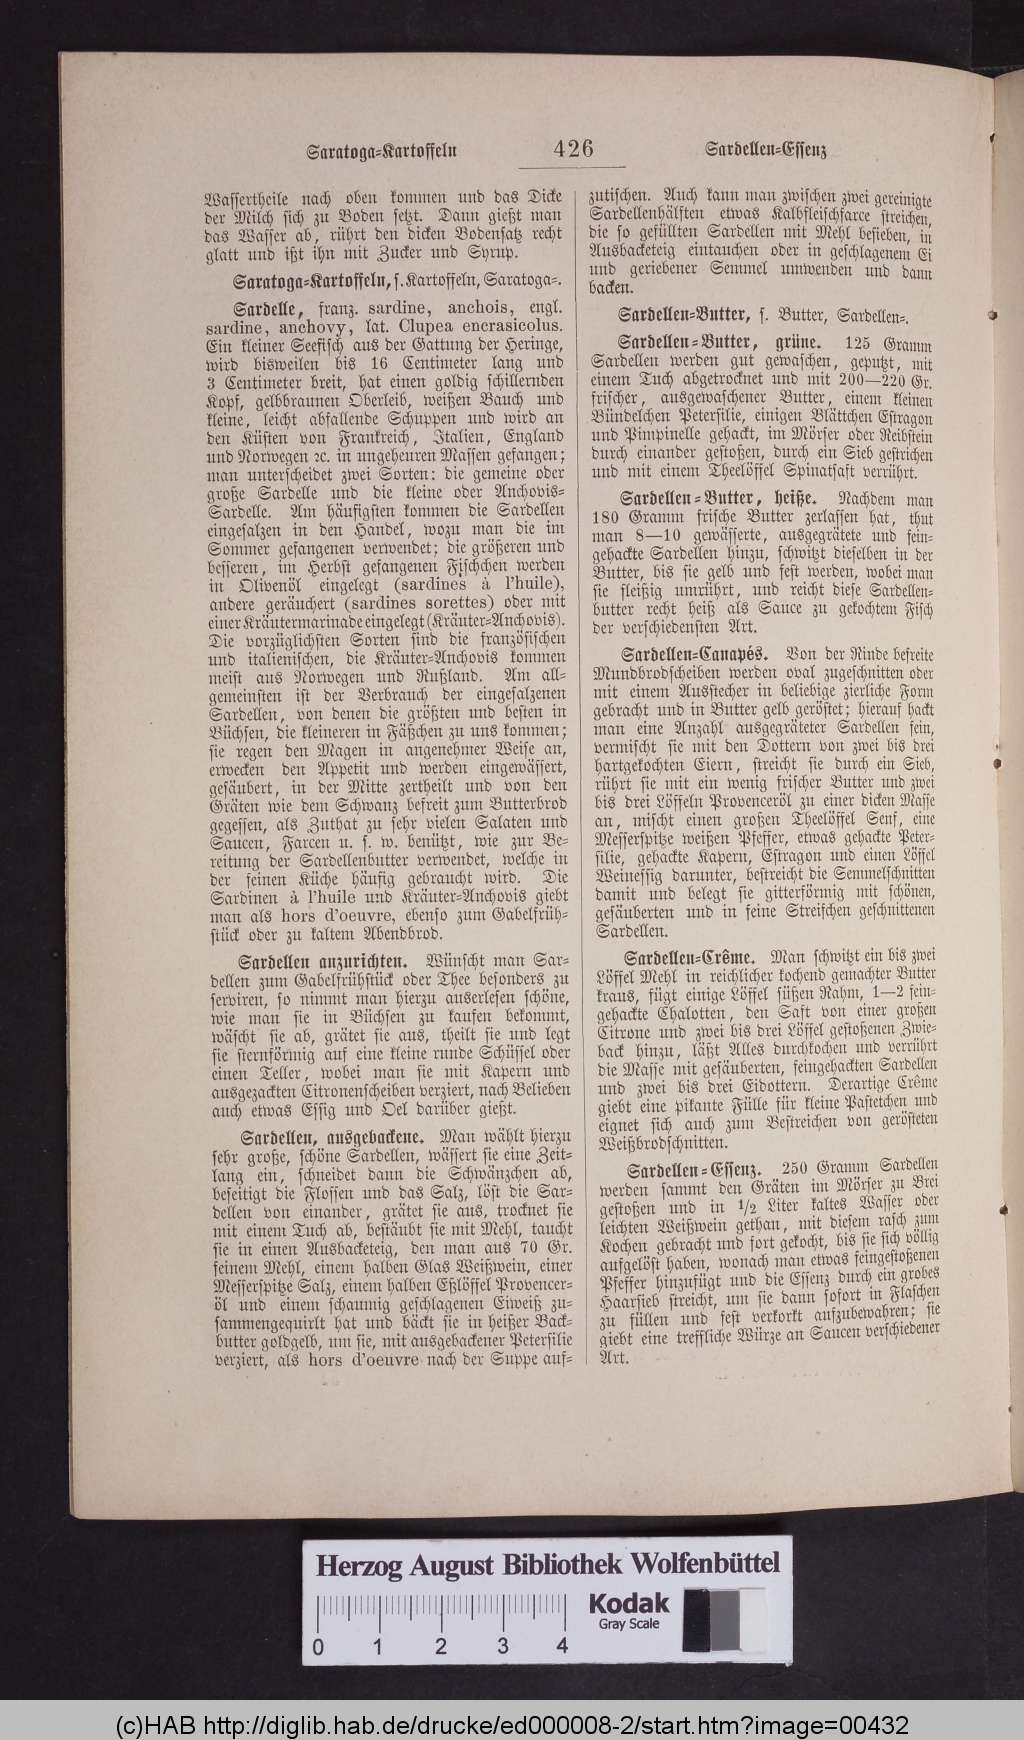 Saratoga=Kartoffeln 426 Sardellen=Essenz
Wassertheile nach oben kommen und das Dicke
der Milch sich zu Boden setzt. Dann gießt man
das Wasser ab, rührt den dicken Bodensatz recht
glatt und ißt ihn mit Zucker und Syrup.
Saratoga=Kartoffeln, s. Kartoffeln, Saratoga=.
Sardelle, franz. sardine, anchois, engl.
sardine, anchovy, lat. Clupea encrasicolus.
Ein kleiner Seefisch aus der Gattung der Heringe,
wird bisweilen bis 16 Centimeter lang und
3 Centimeter breit, hat einen goldig schillernden
Kopf, gelbbraunen Oberleib, weißen Bauch und
kleine, leicht abfallende Schuppen und wird an
den Küsten von Frankreich, Italien, England
und Norwegen ꝛc. in ungeheuren Massen gefangen;
man unterscheidet zwei Sorten: die gemeine oder
große Sardelle und die kleine oder Anchovis=
Sardelle. Am häufigsten kommen die Sardellen
eingesalzen in den Handel, wozu man die im
Sommer gefangenen verwendet; die größeren und
besseren, im Herbst gefangenen Fischchen werden
in Olivenöl eingelegt (sardines à l'huile),
andere geräuchert (sardines sorettes) oder mit
einer Kräutermarinade eingelegt (Kräuter=Anchovis).
Die vorzüglichsten Sorten sind die französischen
und italienischen, die Kräuter=Anchovis kommen
meist aus Norwegen und Rußland. Am all=
gemeinsten ist der Verbrauch der eingesalzenen
Sardellen, von denen die größten und besten in
Büchsen, die kleineren in Fäßchen zu uns kommen;
sie regen den Magen in angenehmer Weise an,
erwecken den Appetit und werden eingewässert,
gesäubert, in der Mitte zertheilt und von den
Gräten wie dem Schwanz befreit zum Butterbrod
gegessen, als Zuthat zu sehr vielen Salaten und
Saucen, Farcen u. s. w. benützt, wie zur Be=
reitung der Sardellenbutter verwendet, welche in
der feinen Küche häufig gebraucht wird. Die
Sardinen à l'huile und Kräuter=Anchovis giebt
man als hors d'oeuvre, ebenso zum Gabelfrüh=
stück oder zu kaltem Abendbrod.
Sardellen anzurichten. Wünscht man Sar=
dellen zum Gabelfrühstück oder Thee besonders zu
serviren, so nimmt man hierzu auserlesen schöne,
wie man sie in Büchsen zu kaufen bekommt,
wäscht sie ab, grätet sie aus, theilt sie und legt
sie sternförmig auf eine kleine runde Schüssel oder
einen Teller, wobei man sie mit Kapern und
ausgezackten Citronenscheiben verziert, nach Belieben
auch etwas Essig und Oel darüber gießt.
Sardellen, ausgebackene. Man wählt hierzu
sehr große, schöne Sardellen, wässert sie eine Zeit=
lang ein, schneidet dann die Schwänzchen ab,
beseitigt die Flossen und das Salz, löst die Sar=
dellen von einander, grätet sie aus, trocknet sie
mit einem Tuch ab, bestäubt sie mit Mehl, taucht
sie in einen Ausbacketeig, den man aus 70 Gr.
feinem Mehl, einem halben Glas Weißwein, einer
Messerspitze Salz, einem halben Eßlöffel Provencer=
öl und einem schaumig geschlagenen Eiweiß zu=
sammengequirlt hat und bäckt sie in heißer Back=
butter goldgelb, um sie, mit ausgebackener Petersilie
verziert, als hors d'oeuvre nach der Suppe auf=
zutischen. Auch kann man zwischen zwei gereinigte
Sardellenhälften etwas Kalbfleischfarce streichen,
die so gefüllten Sardellen mit Mehl besieben, in
Ausbacketeig eintauchen oder in geschlagenem Ei
und geriebener Semmel umwenden und dann
backen.
Sardellen=Butter, s. Butter, Sardellen=.
Sardellen=Butter, grüne. 125 Gramm
Sardellen werden gut gewaschen, geputzt, mit
einem Tuch abgetrocknet und mit 200—220 Gr.
frischer, ausgewaschener Butter, einem kleinen
Bündelchen Petersilie, einigen Blättchen Estragon
und Pimpinelle gehackt, im Mörser oder Reibstein
durch einander gestoßen, durch ein Sieb gestrichen
und mit einem Theelöffel Spinatsaft verrührt.
Sardellen=Butter, heiße. Nachdem man
180 Gramm frische Butter zerlassen hat, thut
man 8—10 gewässerte, ausgegrätete und fein=
gehackte Sardellen hinzu, schwitzt dieselben in der
Butter, bis sie gelb und fest werden, wobei man
sie fleißig umrührt, und reicht diese Sardellen=
butter recht heiß als Sauce zu gekochtem Fisch
der verschiedensten Art.
Sardellen=Canapés. Von der Rinde befreite
Mundbrodscheiben werden oval zugeschnitten oder
mit einem Ausstecher in beliebige zierliche Form
gebracht und in Butter gelb geröstet; hierauf hackt
man eine Anzahl ausgegräteter Sardellen fein,
vermischt sie mit den Dottern von zwei bis drei
hartgekochten Eiern, streicht sie durch ein Sieb,
rührt sie mit ein wenig frischer Butter und zwei
bis drei Löffeln Provenceröl zu einer dicken Masse
an, mischt einen großen Theelöffel Senf, eine
Messerspitze weißen Pfeffer, etwas gehackte Peter=
silie, gehackte Kapern, Estragon und einen Löffel
Weinessig darunter, bestreicht die Semmelschnitten
damit und belegt sie gitterförmig mit schönen,
gesäuberten und in feine Streifchen geschnittenen
Sardellen.
Sardellen=Crême. Man schwitzt ein bis zwei
Löffel Mehl in reichlicher kochend gemachter Butter
kraus, fügt einige Löffel süßen Rahm, 1—2 fein=
gehackte Chalotten, den Saft von einer großen
Citrone und zwei bis drei Löffel gestoßenen Zwie=
back hinzu, läßt Alles durchkochen und verrührt
die Masse mit gesäuberten, feingehackten Sardellen
und zwei bis drei Eidottern. Derartige Crême
giebt eine pikante Fülle für kleine Pastetchen und
eignet sich auch zum Bestreichen von gerösteten
Weißbrodschnitten.
Sardellen=Essenz. 250 Gramm Sardellen
werden sammt den Gräten im Mörser zu Brei
gestoßen und in 1/2 Liter kaltes Wasser oder
leichten Weißwein gethan, mit diesem rasch zum
Kochen gebracht und fort gekocht, bis sie sich völlig
aufgelöst haben, wonach man etwas feingestoßenen
Pfeffer hinzufügt und die Essenz durch ein grobes
Haarsieb streicht, um sie dann sofort in Flaschen
zu füllen und fest verkorkt aufzubewahren; sie
giebt eine treffliche Würze an Saucen verschiedener
Art.
Herzog August Bibliothek Wolfenbüttel
Kodak
Gray Scale
0 1 2 3 4
(c)HAB http://diglib.hab.de/drucke/ed000008-2/start.htm?image=00432